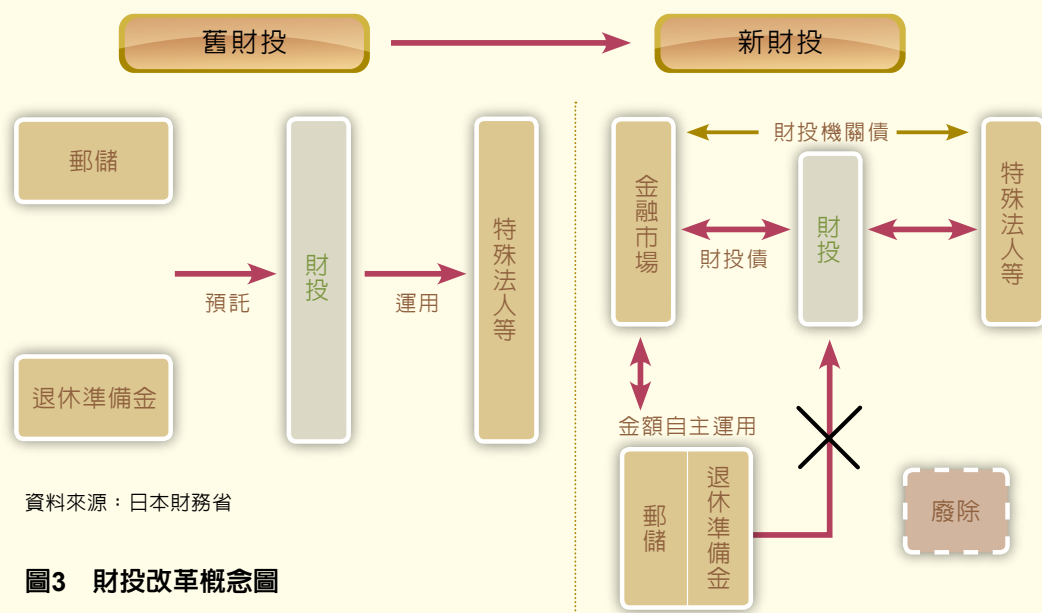 舊財投
新財投
郵儲
退休準備金
預託
財投
運用
特殊法人等
資料來源：日本財務省
圖3 財投改革概念圖
財投機關債
金融市場
財投債
財投
特殊法人等
金額自主運用
郵儲
退休準備金
廢除